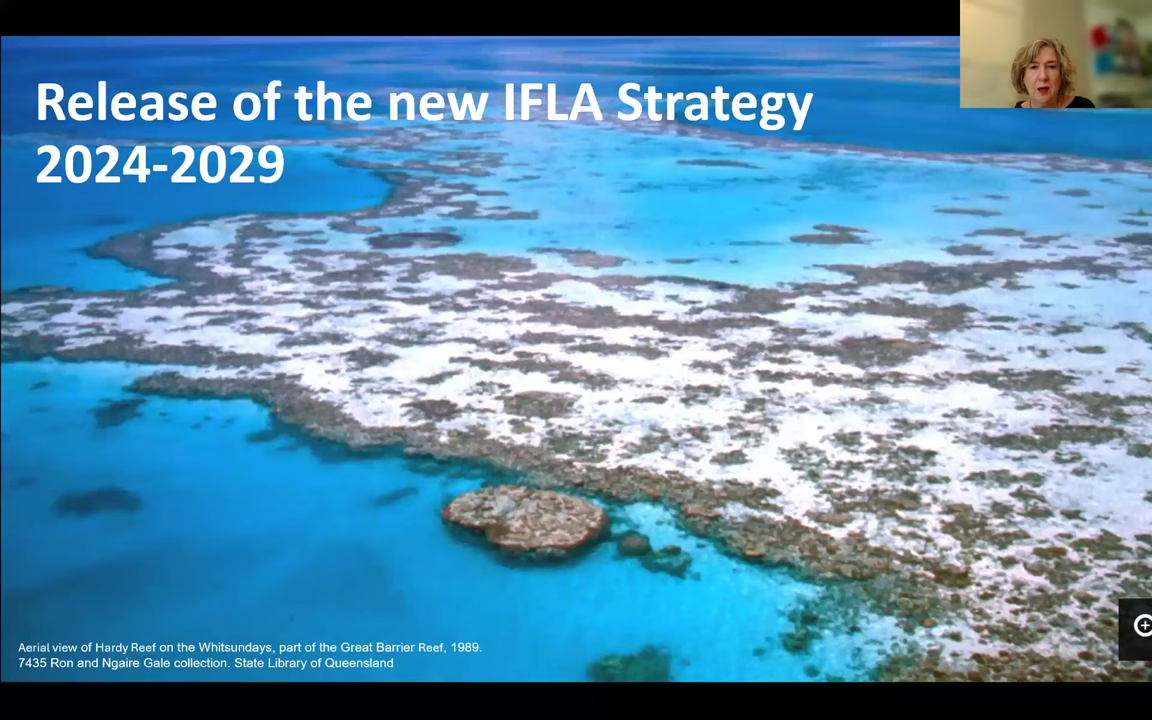 Release of the new IFLA Strategy
2024-2029
Aerial view of Hardy Reef on the Whitsundays, part of the Great Barrier Reef, 1989.
7435 Ron and Ngaire Gale collection. State Library of Queensland